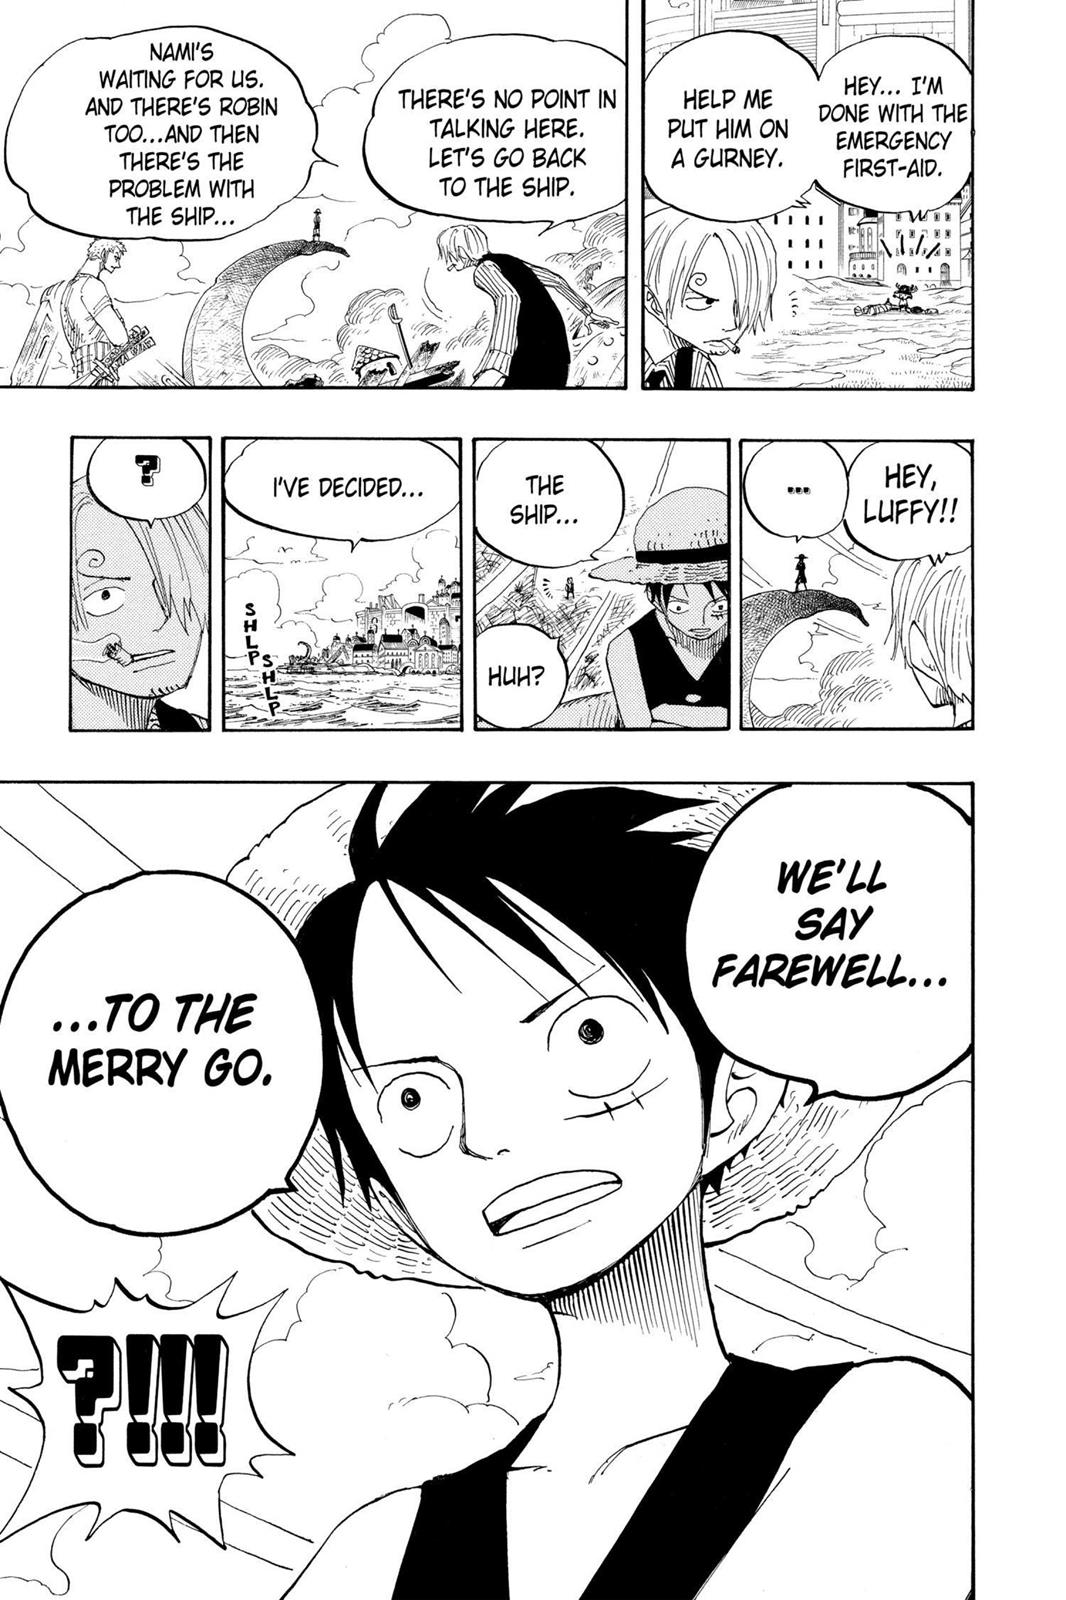 HEY... I'M
DONE WITH THE
EMERGENCY
FIRST-AID.
HELP ME
PUT HIM ON
A GURNEY.
THERE'S NO POINT IN
TALKING HERE.
LET'S GO BACK
TO THE SHIP.
NAMI'S
WAITING FOR US.
AND THERE'S ROBIN
TOO...AND THEN
THERE'S THE
PROBLEM WITH
THE SHIP...
HEY,
LUFFY!!
...
THE
SHIP...
HUH?
I'VE DECIDED...
SHLP
SHLP
?
WE'LL
SAY
FAREWELL...
...TO THE
MERRY GO.
?!!!